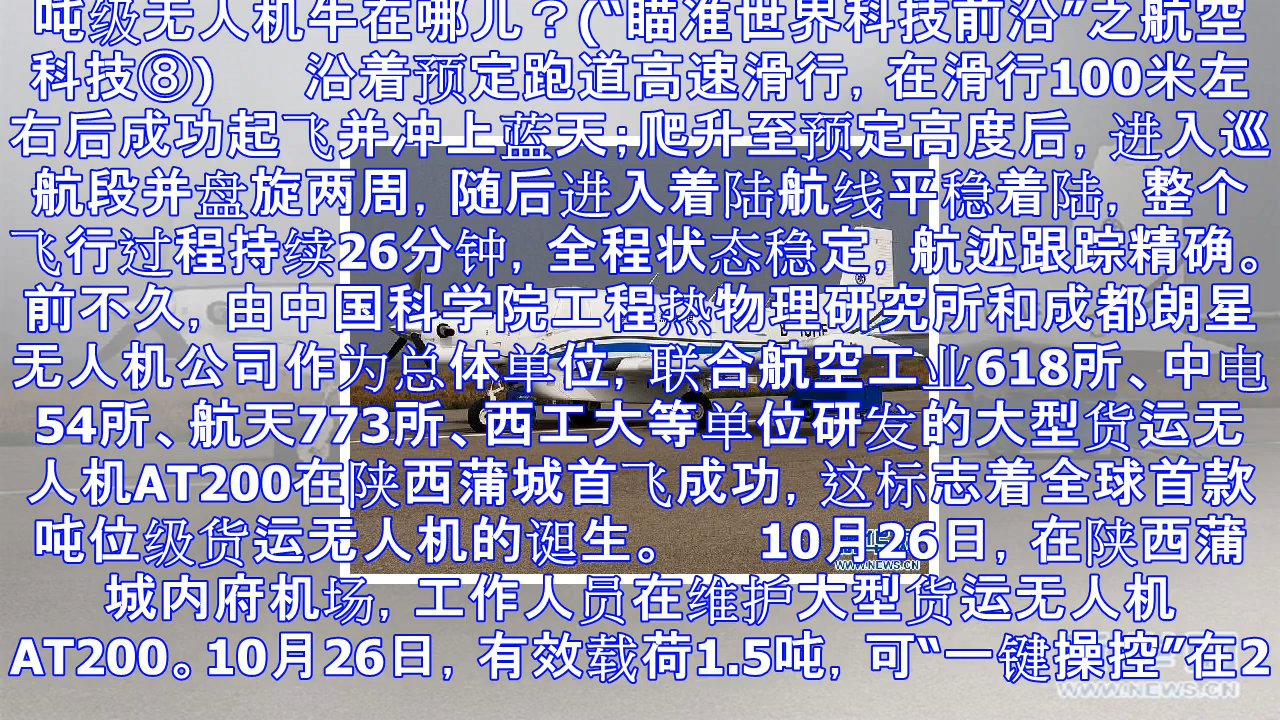 吨级无人机牛在哪儿？(“瞄准世界科技前沿”之航空
科技⑧) 沿着预定跑道高速滑行, 在滑行100米左
右后成功起飞并冲上蓝天;爬升至预定高度后, 进入巡
航段并盘旋两周, 随后进入着陆航线平稳着陆, 整个
飞行过程持续26分钟, 全程状态稳定, 航迹跟踪精确。
前不久, 由中国科学院工程热物理研究所和成都朗星
无人机公司作为总体单位, 联合航空工业618所、中电
54所、航天773所、西工大等单位研发的大型货运无
人机AT200在陕西蒲城首飞成功, 这标志着全球首款
吨位级货运无人机的诞生。 10月26日, 在陕西蒲
城内府机场, 工作人员在维护大型货运无人机
AT200。10月26日, 有效载荷1.5吨, 可“一键操控”在2
WWW.NEWS.CN
WWW.NEWS.CN